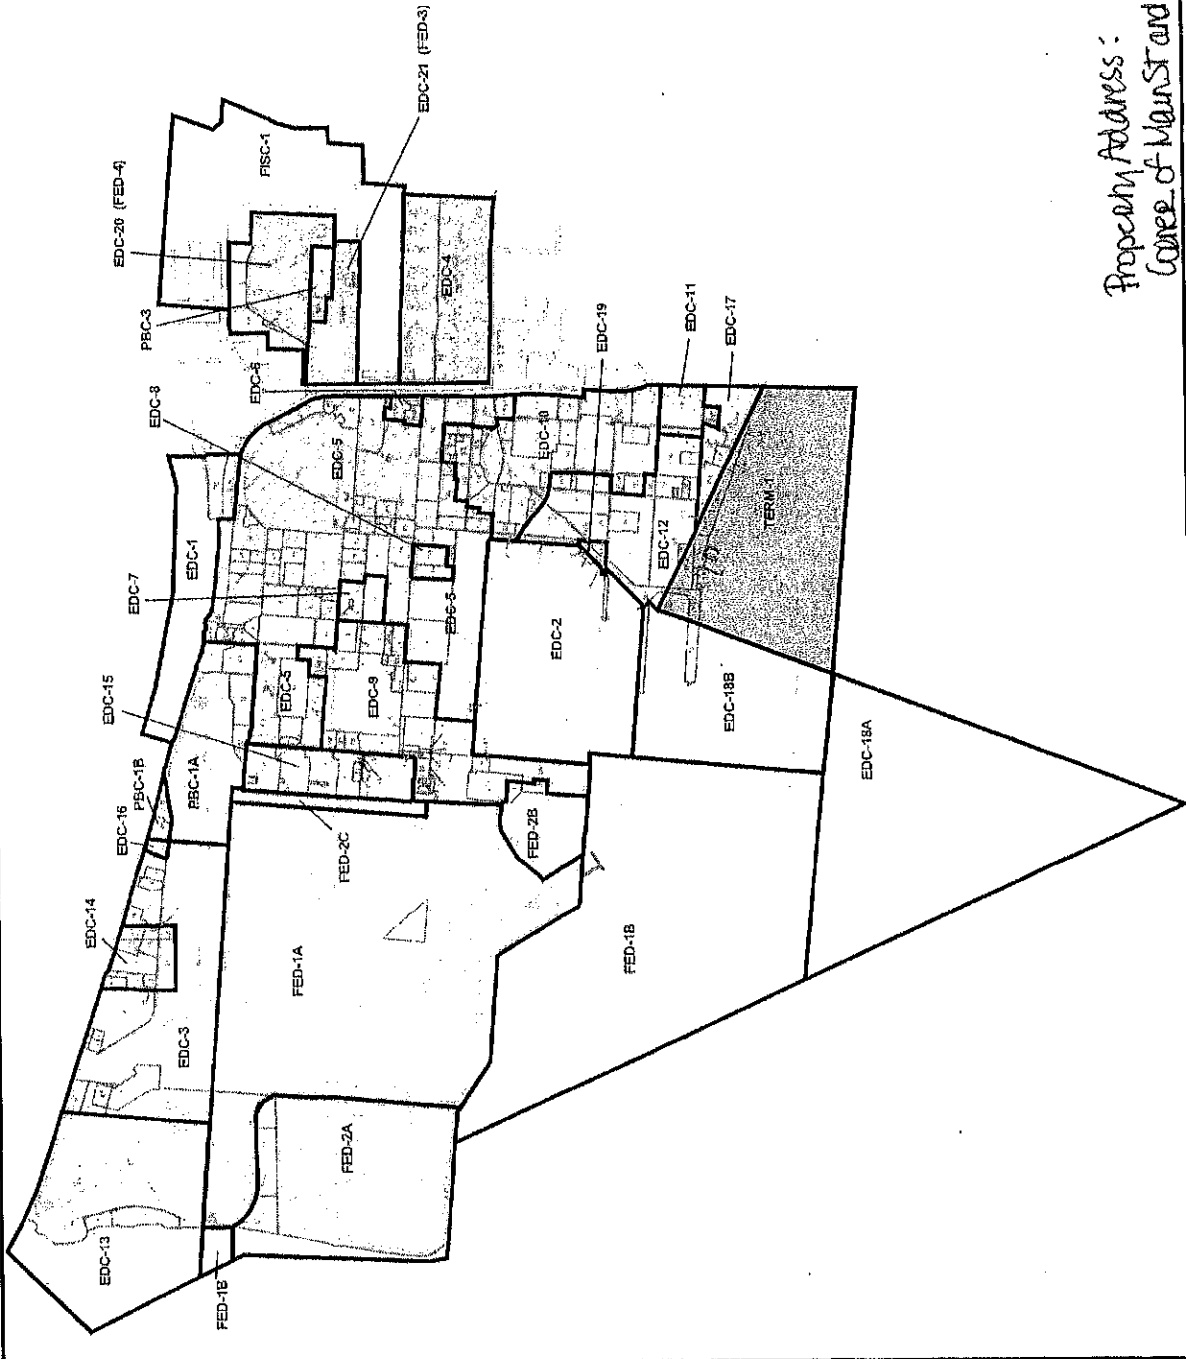 EDC-14
EDC-13
EDC-15
EDC-20 (FED-4)
EDC-16
EDC-7
PBC-1B
PBC-3
EDC-8
EDC-3
PBC-1A
EDC-1
FED-1B
EDC-6
FISC-1
EDC-5
FED-1A
EDC-5
FED-2C
FED-2A
EDC-9
EDC-21 (FED-3)
EDC-4
EDC-5
FED-2B
EDC-10
EDC-2
EDC-19
FED-1B
EDC-12
EDC-11
EDC-18B
EDC-17
TERM-1
EDC-18A
Property Address:
Corner of Main St and